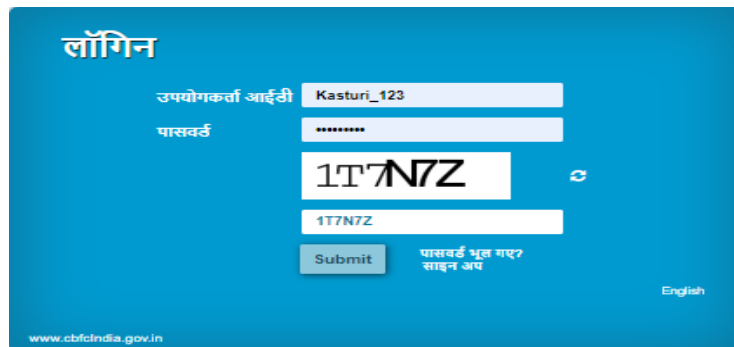 लॉगिन
उपयोगकर्ता आईडी Kasturi_123
पासवर्ड •••••••••
1T7N7Z
1T7N7Z
Submit पासवर्ड भूल गए?
साइन अप
English
www.cbfcIndia.gov.in